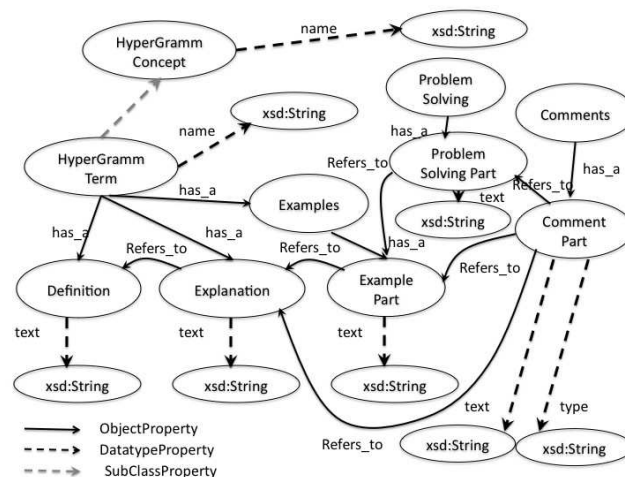 HyperGramm
Concept
name
xsd:String
Problem
Solving
Comments
xsd:String
name
has_a
HyperGramm
Term
Refers_to
Problem
Solving Part
has_a
has_a
Examples
text
Refers_to
xsd:String
Comment
Part
has_a
has_a
Refers_to
Refers_to
has_a
Refers_to
Definition
Explanation
Example
Part
text
text
text
xsd:String
xsd:String
xsd:String
text
type
ObjectProperty
DatatypeProperty
SubClassProperty
Refers_to
xsd:String
xsd:String